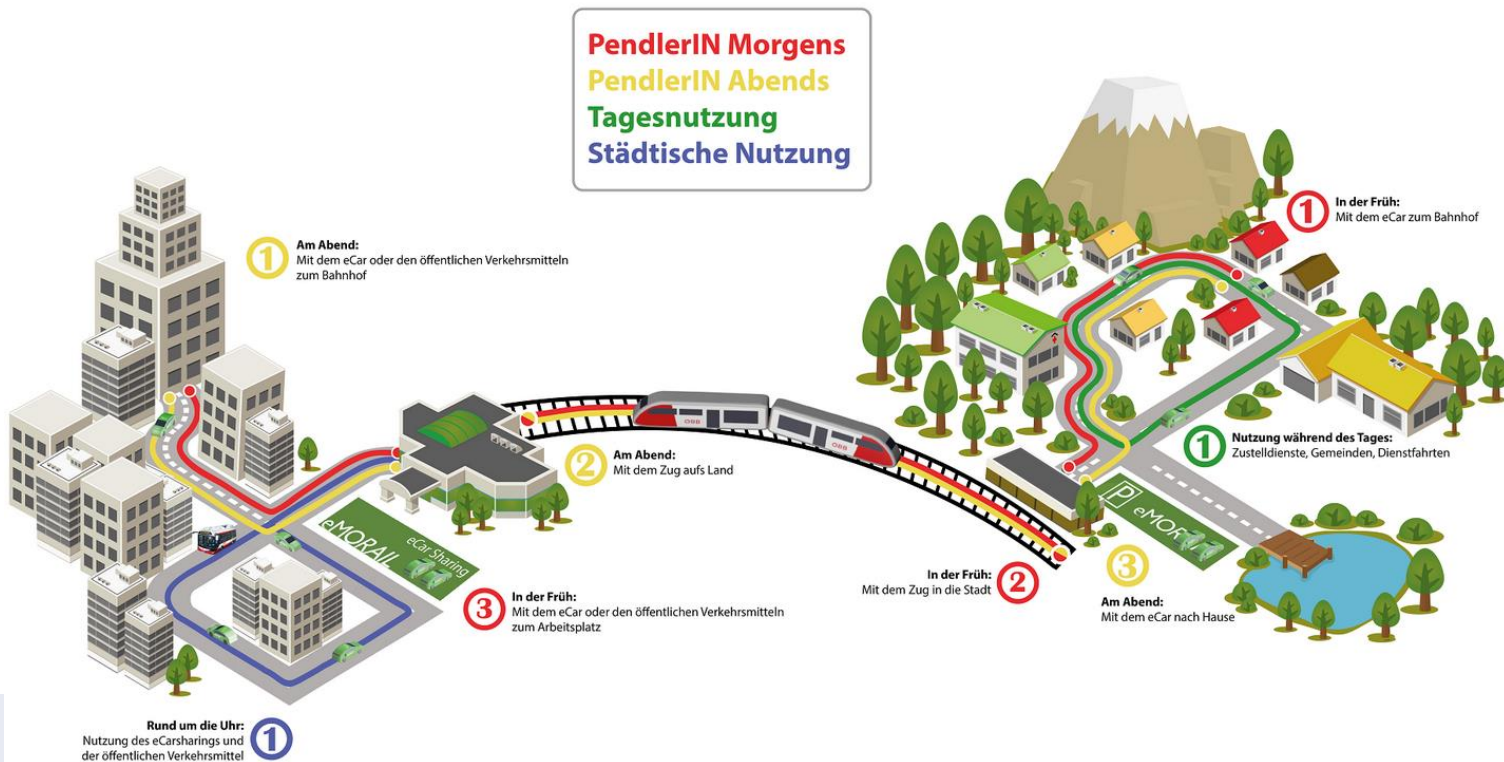 PendlerIN Morgens
PendlerIN Abends
Tagesnutzung
Städtische Nutzung
1
In der Früh:
Mit dem eCar zum Bahnhof
1
Am Abend:
Mit dem eCar oder den öffentlichen Verkehrsmitteln
zum Bahnhof
ÖBB
ÖBB
2
Am Abend:
Mit dem Zug aufs Land
1
Nutzung während des Tages:
Zustelldienste, Gemeinden, Dienstfahrten
eMORAIL
eCar Sharing
P
In der Früh:
Mit dem Zug in die Stadt
2
3
Am Abend:
Mit dem eCar nach Hause
3
In der Früh:
Mit dem eCar oder den öffentlichen Verkehrsmitteln
zum Arbeitsplatz
Rund um die Uhr:
Nutzung des eCarsharings und
der öffentlichen Verkehrsmittel
1